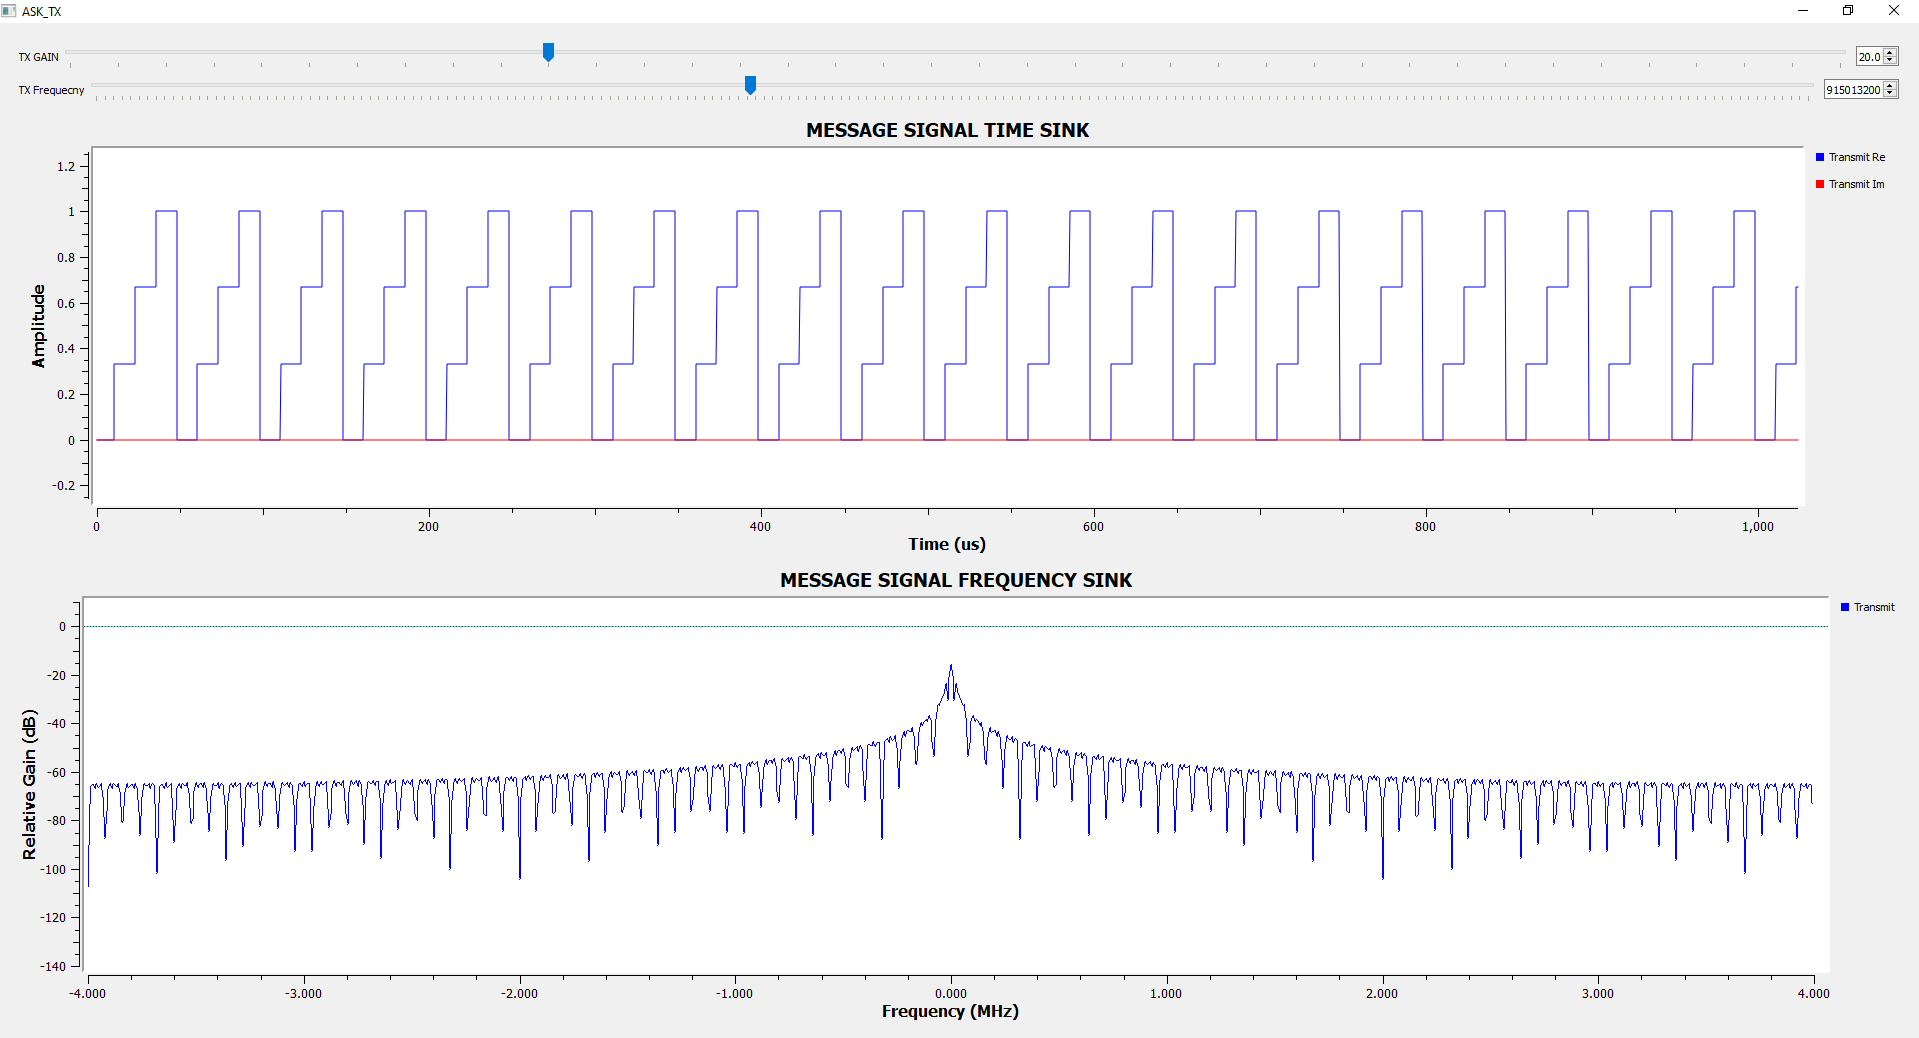 ASK_TX
TX GAIN
20.0
TX Frequecny
915013200
MESSAGE SIGNAL TIME SINK
Transmit Re
Transmit Im
Amplitude
1.2
1
0.8
0.6
0.4
0.2
0
-0.2
0 200 400 600 800 1,000
Time (us)
MESSAGE SIGNAL FREQUENCY SINK
Transmit
Relative Gain (dB)
0
-20
-40
-60
-80
-100
-120
-140
-4.000 -3.000 -2.000 -1.000 0.000 1.000 2.000 3.000 4.000
Frequency (MHz)